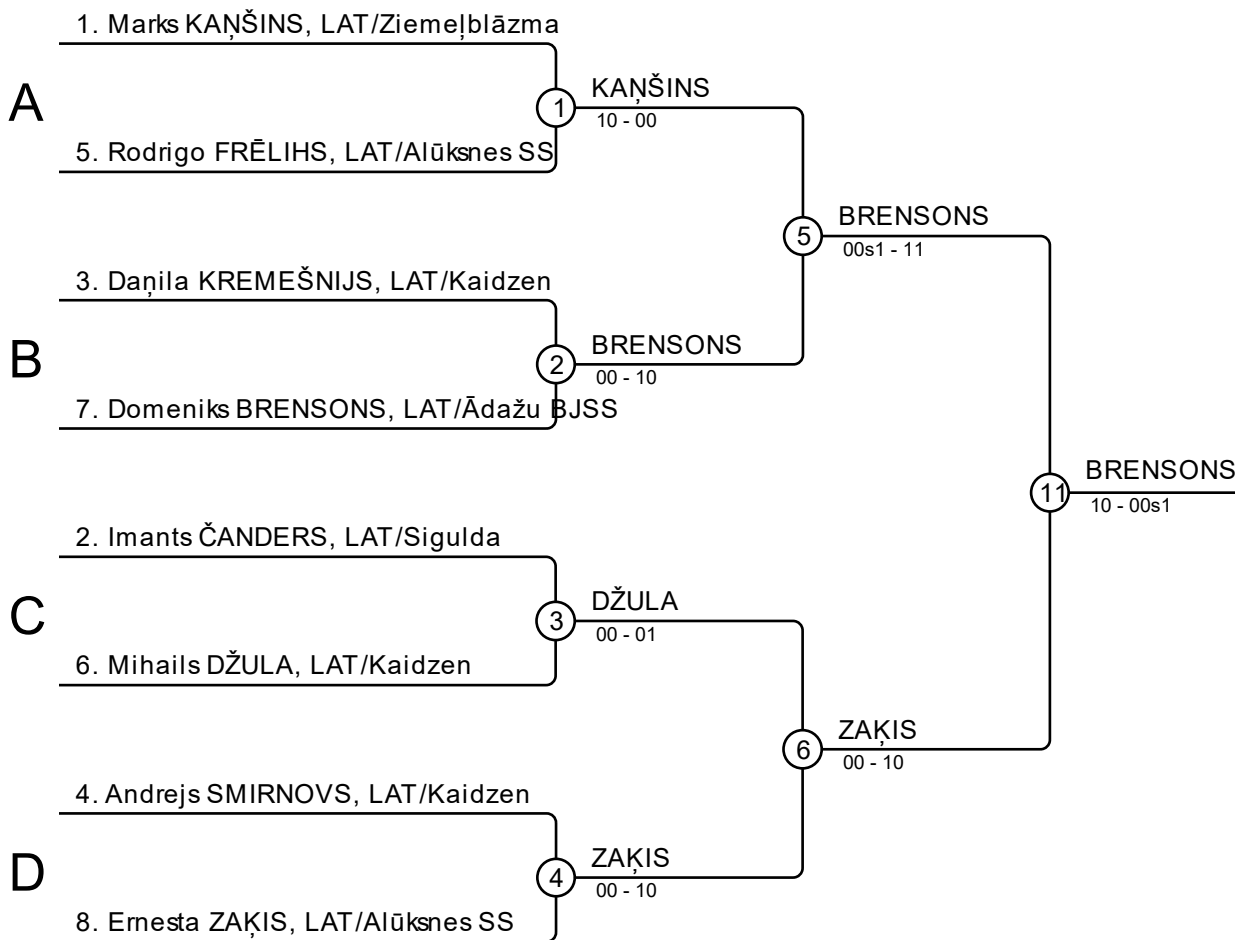 1. Marks KAŅŠINS, LAT/Ziemeļblāzma
A
1
KAŅŠINS
10 - 00
5. Rodrigo FRĒLIHS, LAT/Alūksnes SS
5
BRENSONS
00s1 - 11
3. Daņila KREMEŠNIJS, LAT/Kaidzen
B
2
BRENSONS
00 - 10
7. Domeniks BRENSONS, LAT/Ādažu BJSS
11
BRENSONS
10 - 00s1
2. Imants ČANDERS, LAT/Sigulda
C
3
DŽULA
00 - 01
6. Mihails DŽULA, LAT/Kaidzen
6
ZAĶIS
00 - 10
4. Andrejs SMIRNOVS, LAT/Kaidzen
D
4
ZAĶIS
00 - 10
8. Ernesta ZAĶIS, LAT/Alūksnes SS